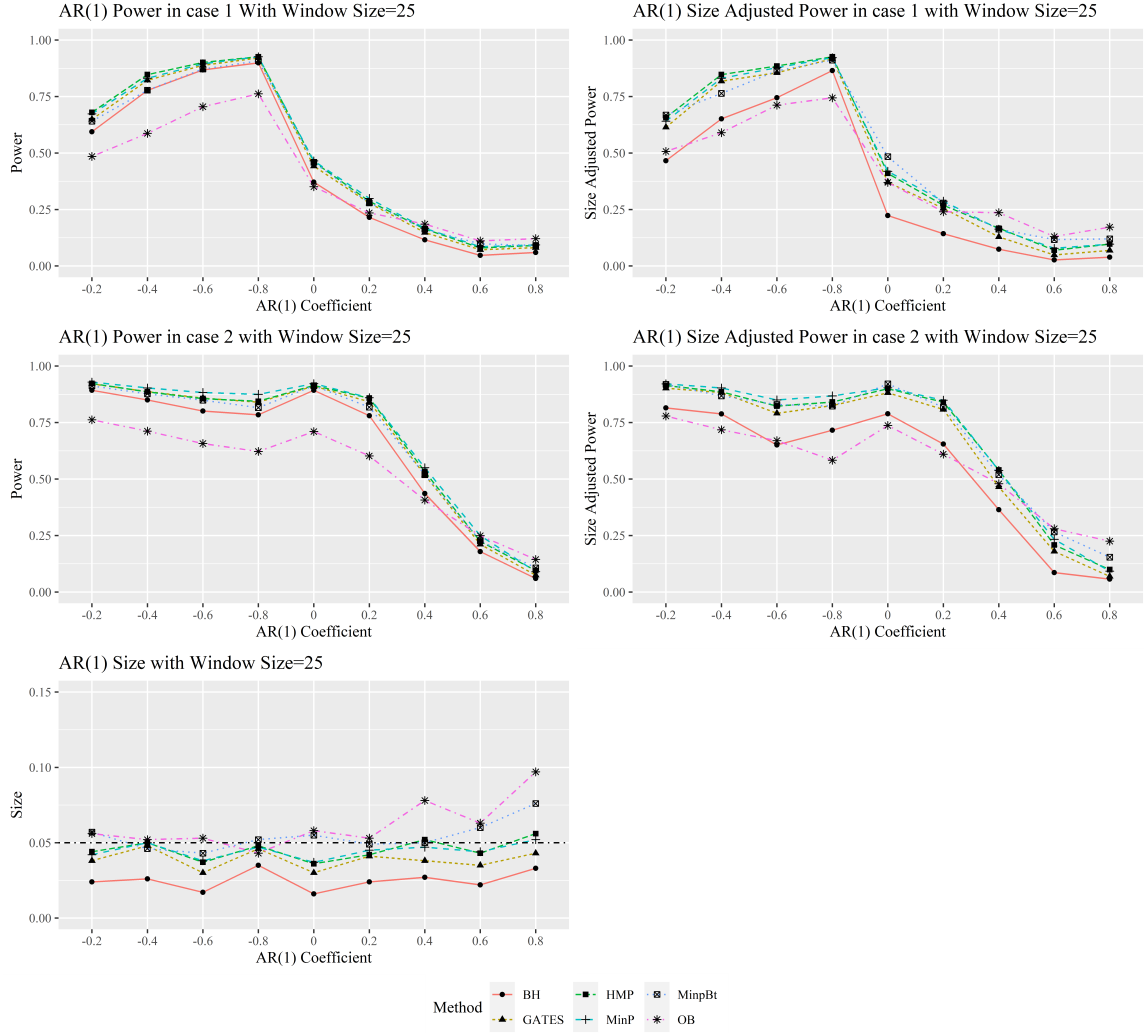 AR(1) Power in case 1 With Window Size=25
1.00
0.75
0.50
0.25
0.00
Power
-0.2 -0.4 -0.6 -0.8 0 0.2 0.4 0.6 0.8
AR(1) Coefficient
AR(1) Size Adjusted Power in case 1 with Window Size=25
1.00
0.75
0.50
0.25
0.00
Size Adjusted Power
-0.2 -0.4 -0.6 -0.8 0 0.2 0.4 0.6 0.8
AR(1) Coefficient
AR(1) Power in case 2 with Window Size=25
1.00
0.75
0.50
0.25
0.00
Power
-0.2 -0.4 -0.6 -0.8 0 0.2 0.4 0.6 0.8
AR(1) Coefficient
AR(1) Size Adjusted Power in case 2 with Window Size=25
1.00
0.75
0.50
0.25
0.00
Size Adjusted Power
-0.2 -0.4 -0.6 -0.8 0 0.2 0.4 0.6 0.8
AR(1) Coefficient
AR(1) Size with Window Size=25
0.15
0.10
0.05
0.00
Size
-0.2 -0.4 -0.6 -0.8 0 0.2 0.4 0.6 0.8
AR(1) Coefficient
Method
BH HMP MinpBt
GATES MinP OB